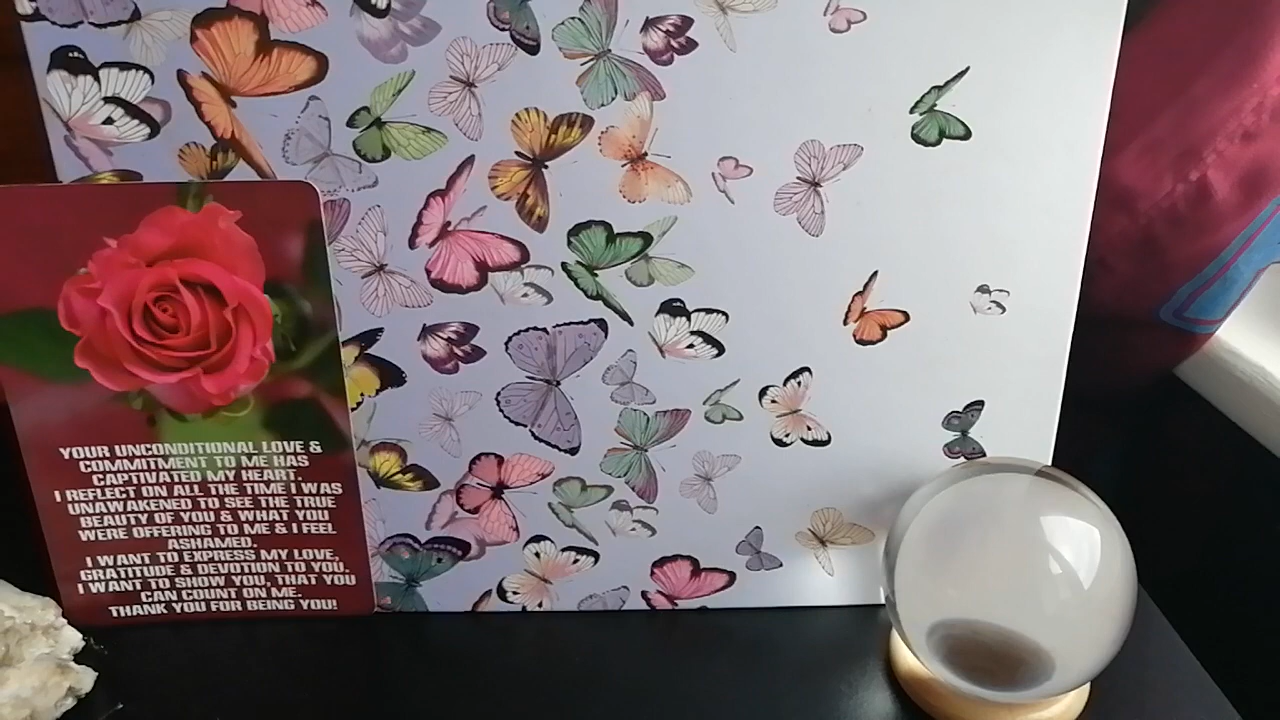 YOUR UNCONDITIONAL LOVE &
COMMITMENT TO ME HAS
CAPTIVATED MY HEART.
I REFLECT ON ALL THE TIME I WAS
UNAWAKENED TO SEE THE TRUE
BEAUTY OF YOU & WHAT YOU
WERE OFFERING TO ME & I FEEL
ASHAMED.
I WANT TO EXPRESS MY LOVE,
GRATITUDE & DEVOTION TO YOU.
I WANT TO SHOW YOU, THAT YOU
CAN COUNT ON ME.
THANK YOU FOR BEING YOU!